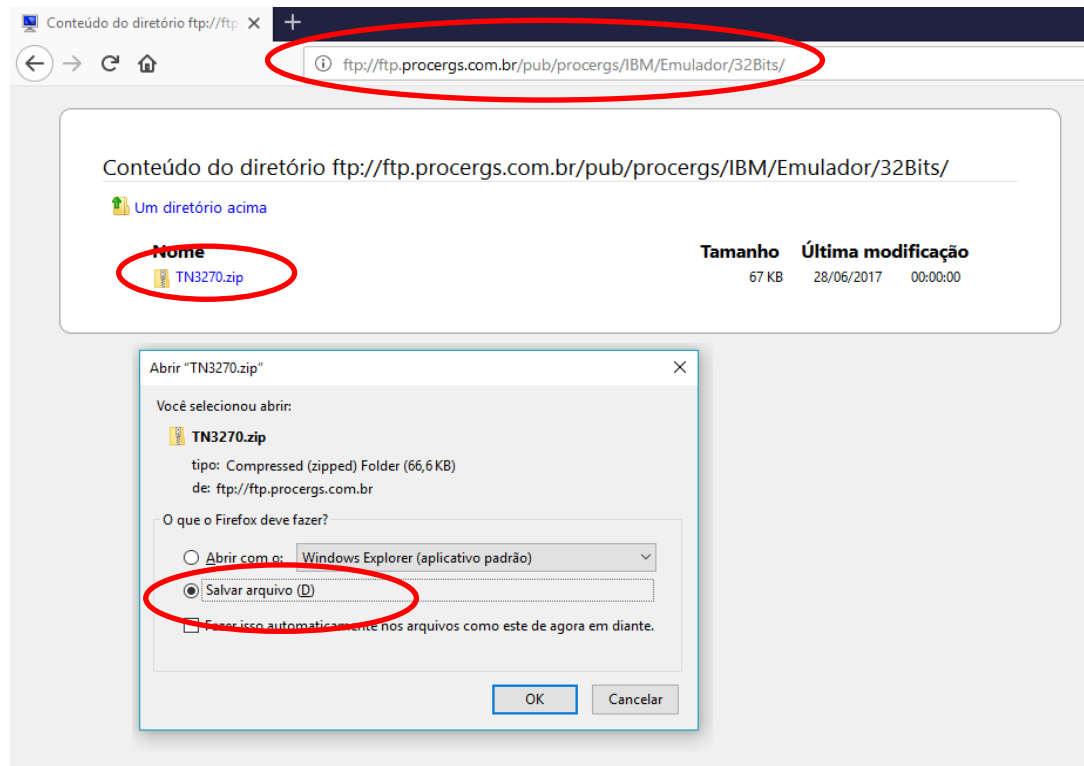 Conteúdo do diretório ftp://ftp
ftp://ftp.procergs.com.br/pub/procergs/IBM/Emulador/32Bits/
Conteúdo do diretório ftp://ftp.procergs.com.br/pub/procergs/IBM/Emulador/32Bits/
Um diretório acima
Nome Tamanho Última modificação
TN3270.zip 67 KB 28/06/2017 00:00:00
Abrir "TN3270.zip"
Você selecionou abrir:
TN3270.zip
tipo: Compressed (zipped) Folder (66,6 KB)
de: ftp://ftp.procergs.com.br
O que o Firefox deve fazer?
Abrir com o: Windows Explorer (aplicativo padrão)
Salvar arquivo (D)
Fazer isso automaticamente nos arquivos como este de agora em diante.
OK Cancelar